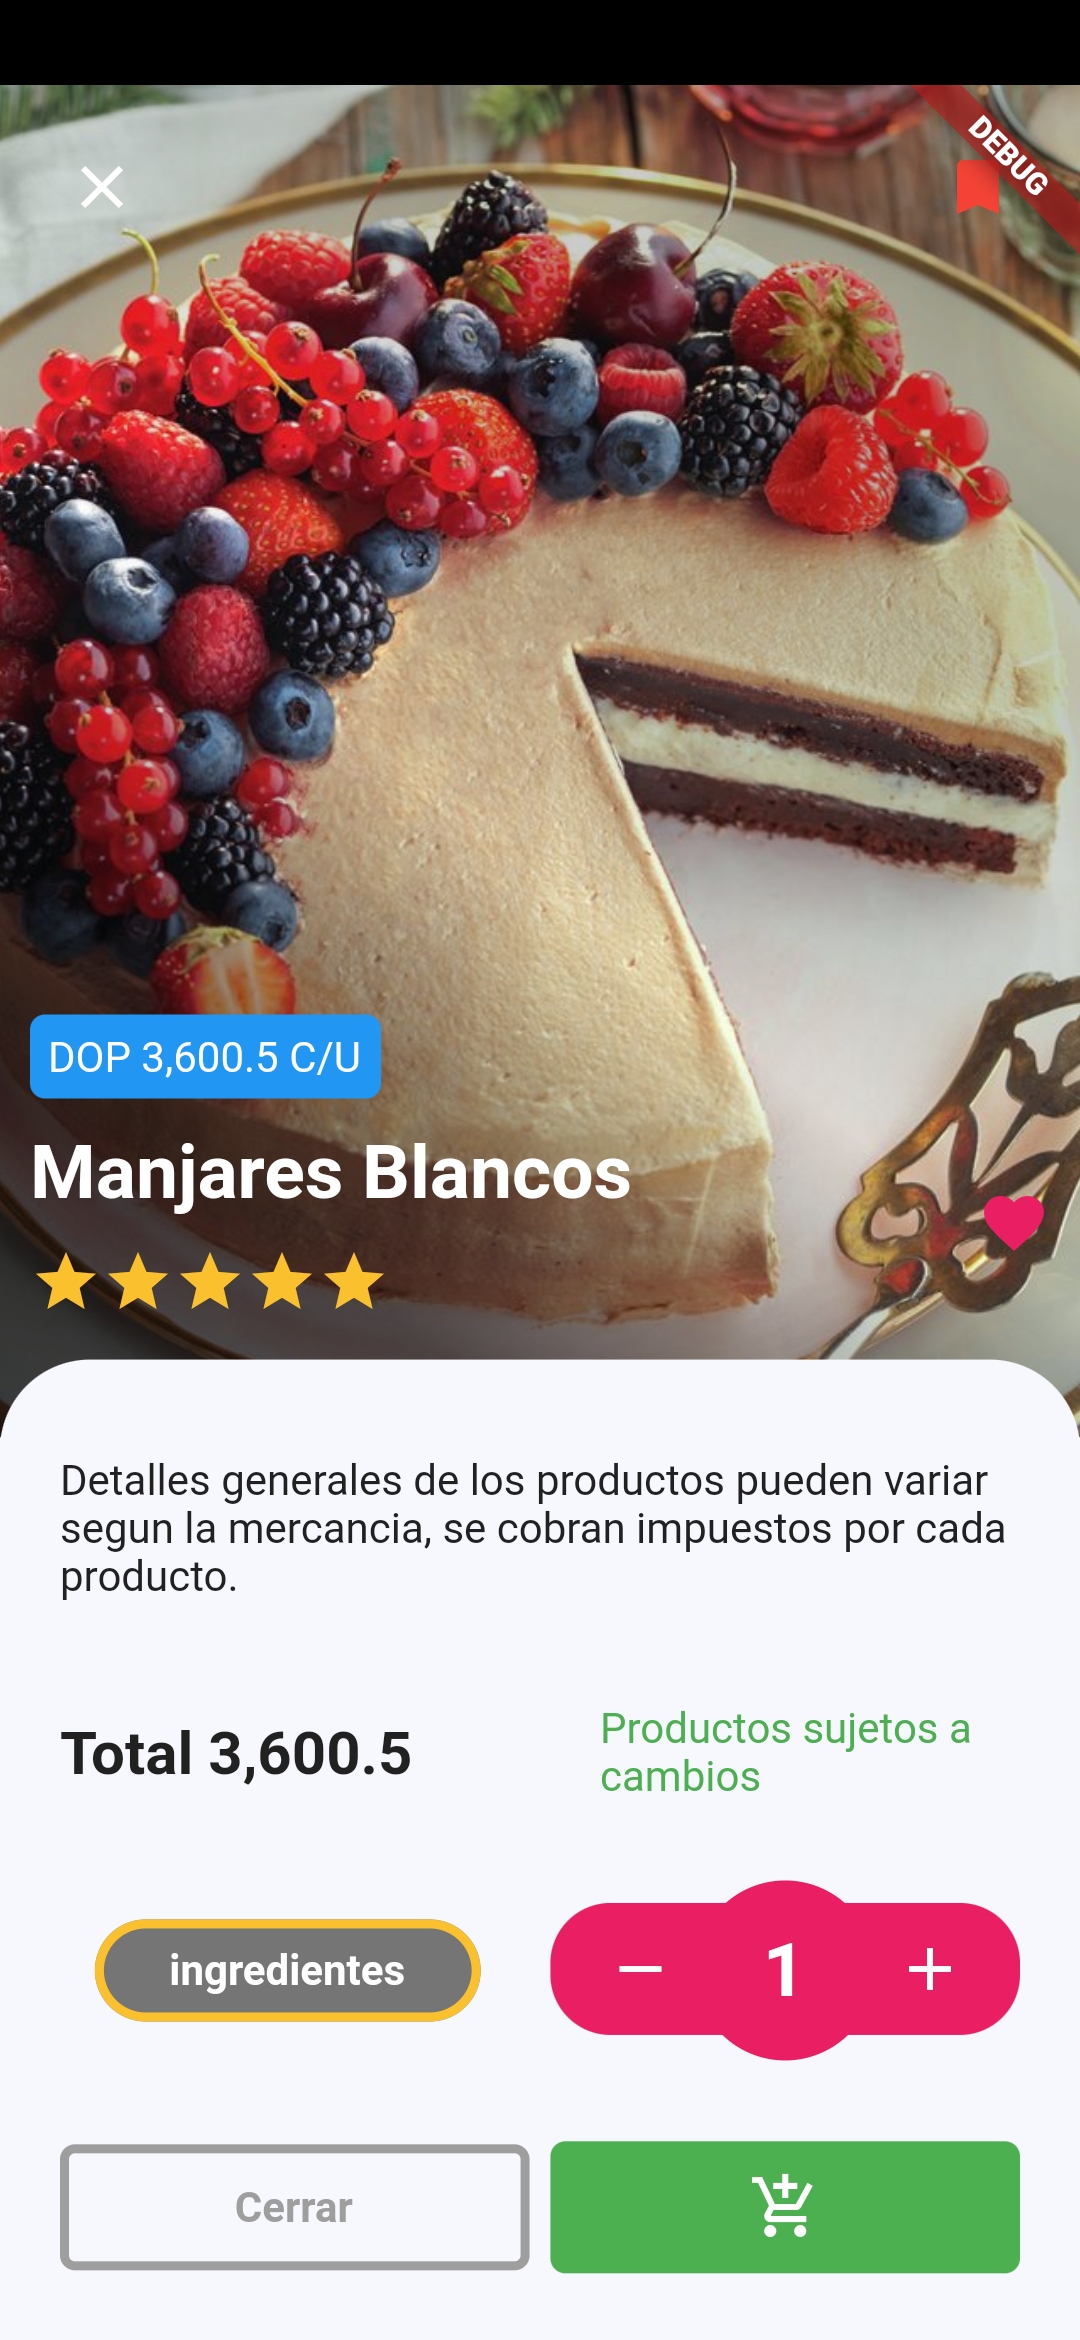 DEBUG
DOP 3,600.5 C/U
Manjares Blancos
Detalles generales de los productos pueden variar
segun la mercancia, se cobran impuestos por cada
producto.
Total 3,600.5
Productos sujetos a
cambios
ingredientes
1
Cerrar